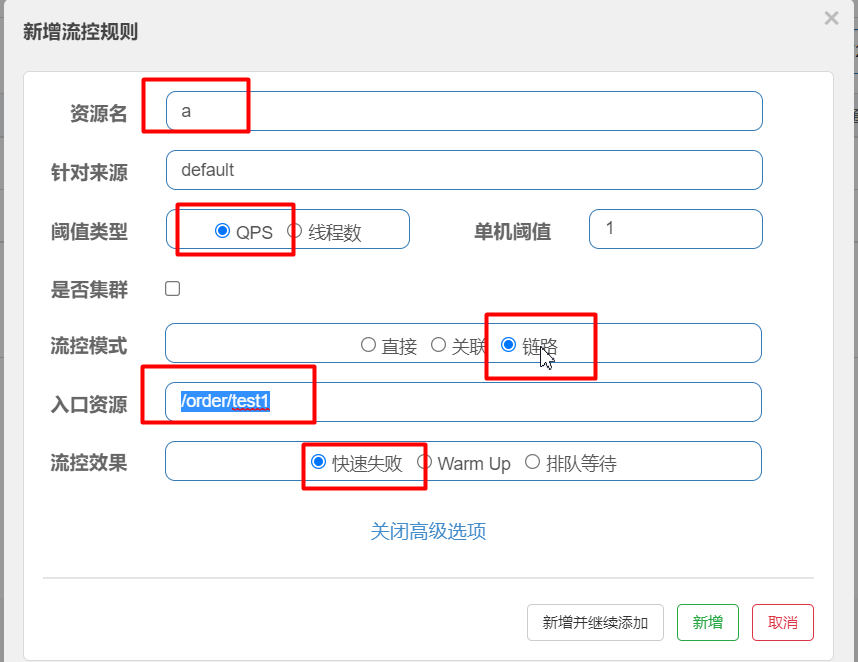 新增流控规则
×
资源名 a
针对来源 default
阈值类型 QPS 线程数 单机阈值 1
是否集群
流控模式 直接 关联 链路
入口资源 /order/test1
流控效果 快速失败 Warm Up 排队等待
关闭高级选项
新增并继续添加 新增 取消